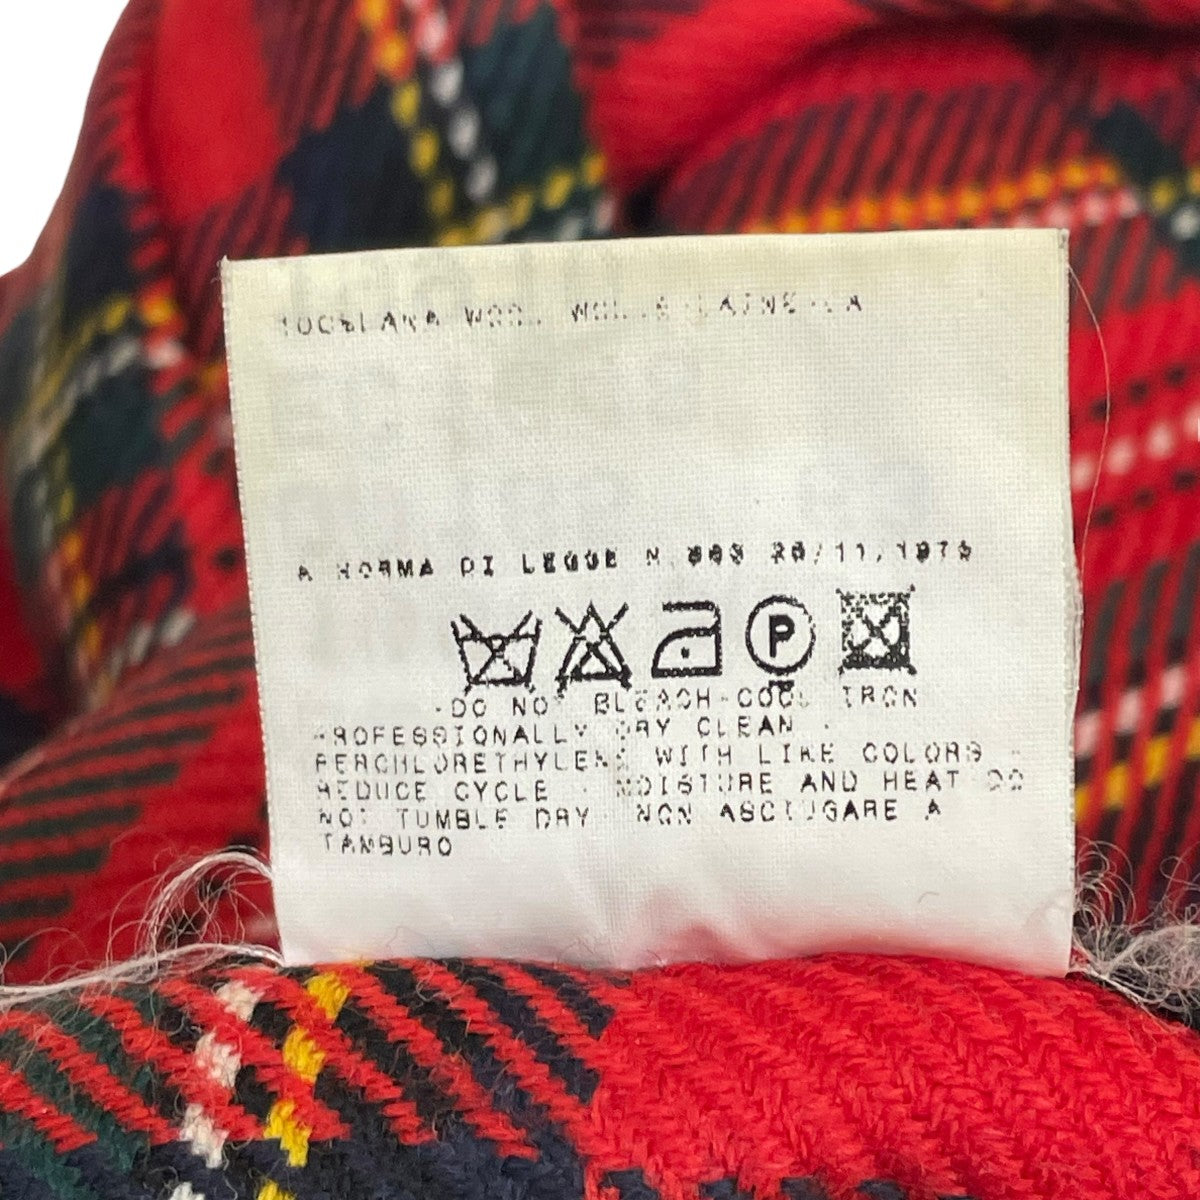 100% LANA WOOL WOLLE LAINE
A NORMA DI LEGGE N. 883 26/11/1973
P
DO NOT BLEACH-COOL IRON
PROFESSIONALLY DRY CLEAN -
PERCHLORETHYLENE WITH LIKE COLORS -
REDUCE CYCLE - MOISTURE AND HEAT DO
NOT TUMBLE DRY NON ASCIUGARE A
TAMBURO